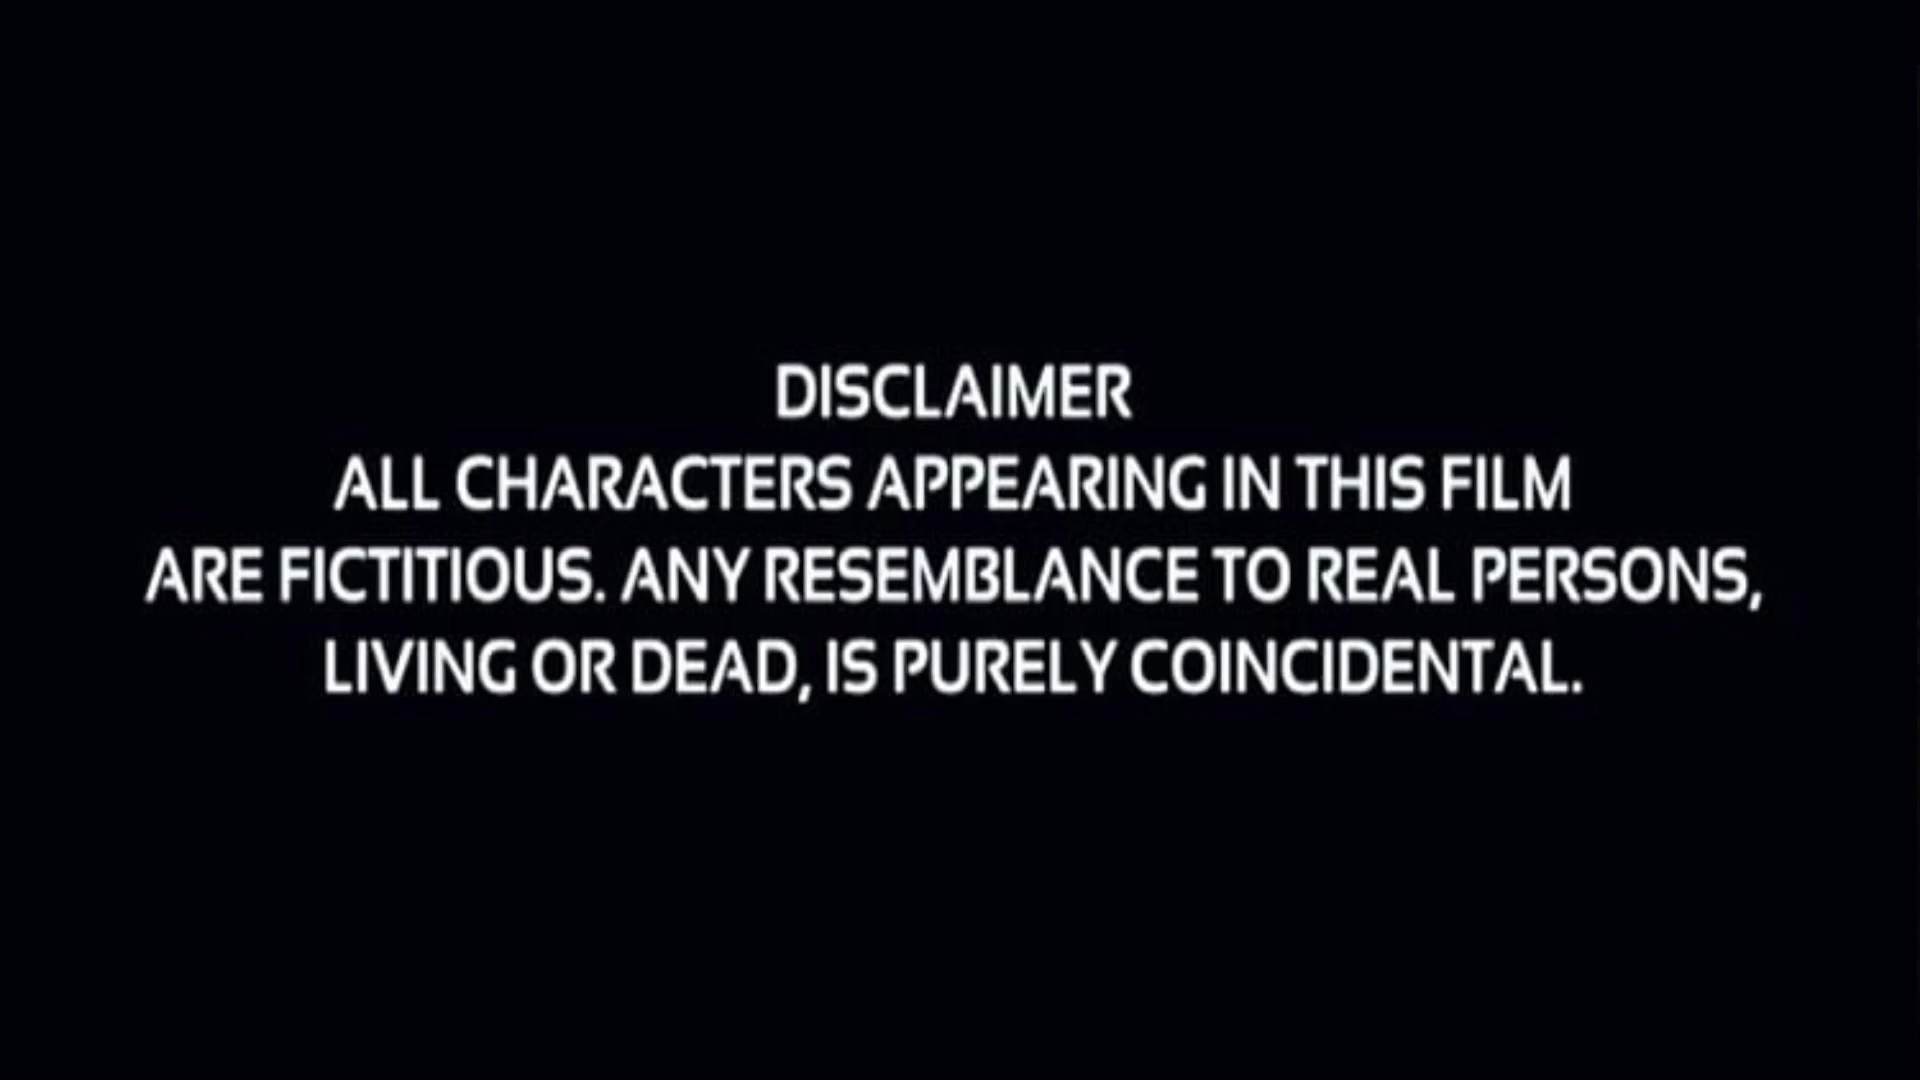 DISCLAIMER
ALL CHARACTERS APPEARING IN THIS FILM
ARE FICTITIOUS. ANY RESEMBLANCE TO REAL PERSONS,
LIVING OR DEAD, IS PURELY COINCIDENTAL.